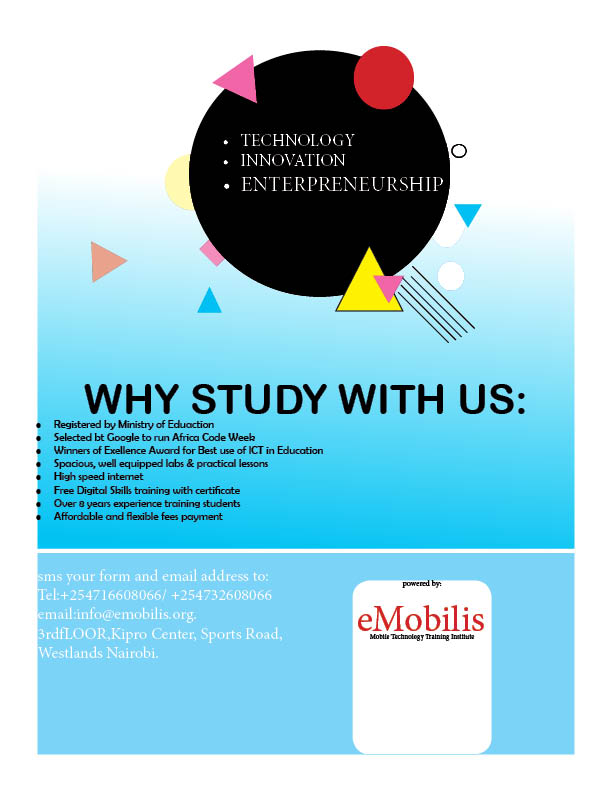 • TECHNOLOGY
• INNOVATION
• ENTERPRENEURSHIP
WHY STUDY WITH US:
• Registered by Ministry of Eduaction
• Selected bt Google to run Africa Code Week
• Winners of Exellence Award for Best use of ICT in Education
• Spacious, well equipped labs & practical lessons
• High speed internet
• Free Digital Skills training with certificate
• Over 8 years experience training students
• Affordable and flexible fees payment
sms your form and email address to:
Tel:+254716608066/ +254732608066
email:info@emobilis.org.
3rdfLOOR,Kipro Center, Sports Road,
Westlands Nairobi.
powered by:
eMobilis
Mobile Technology Training Institute